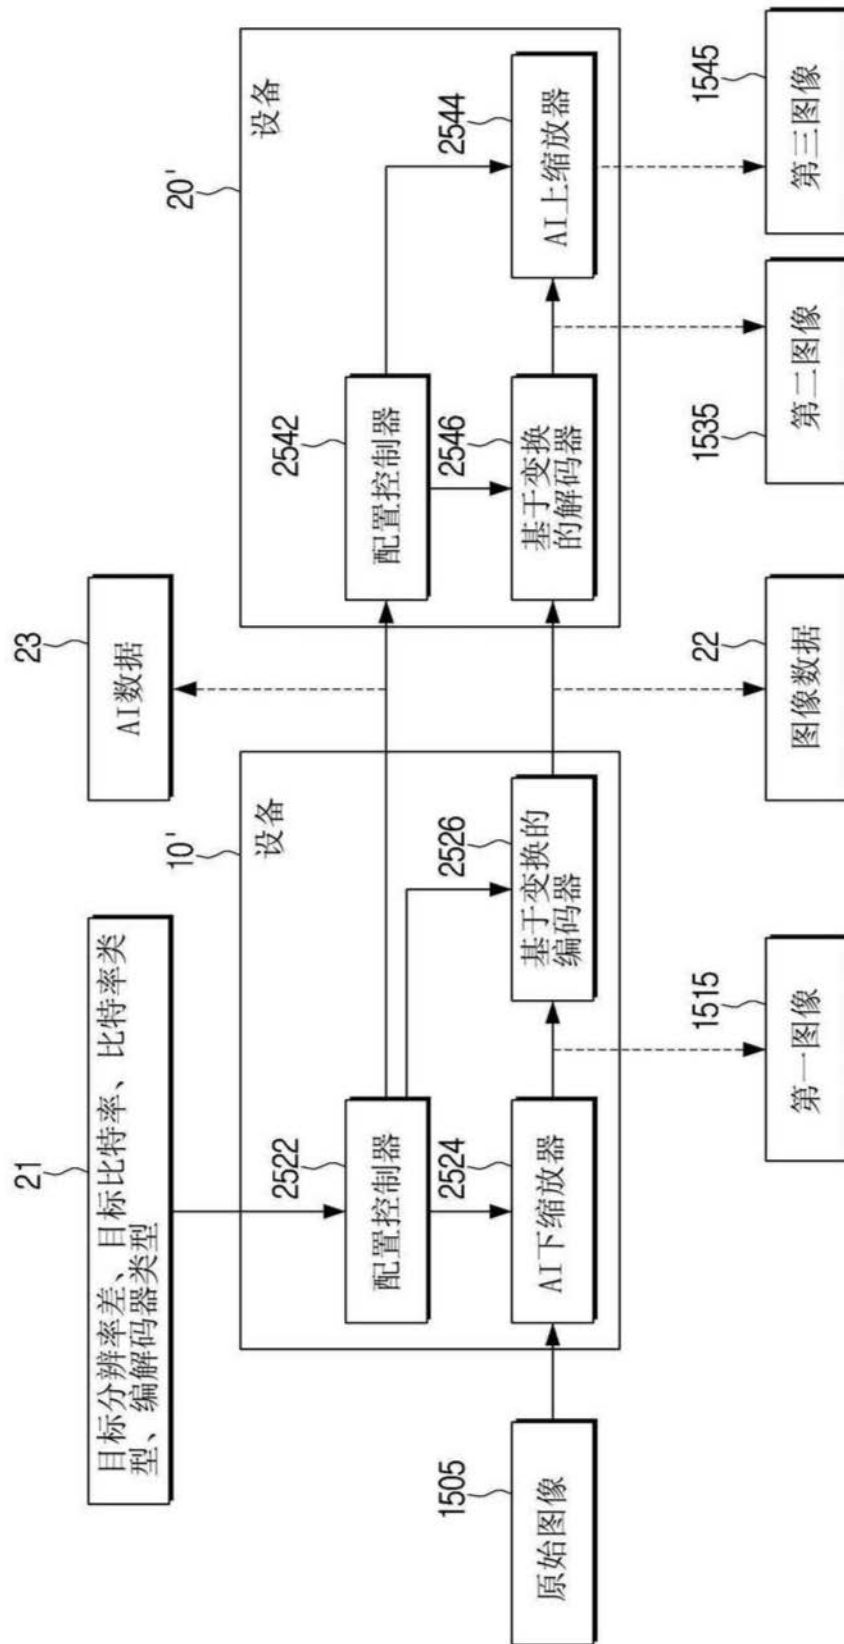 21
目标分辨率差、目标比特率、比特率类
型、编解码器类型
23
AI数据
10'
设备
20'
设备
2522
配置控制器
2542
配置控制器
1505
原始图像
2524
AI下缩放器
2526
基于变换的
编码器
2546
基于变换
的解码器
2544
AI上缩放器
1515
第一图像
22
图像数据
1535
第二图像
1545
第三图像